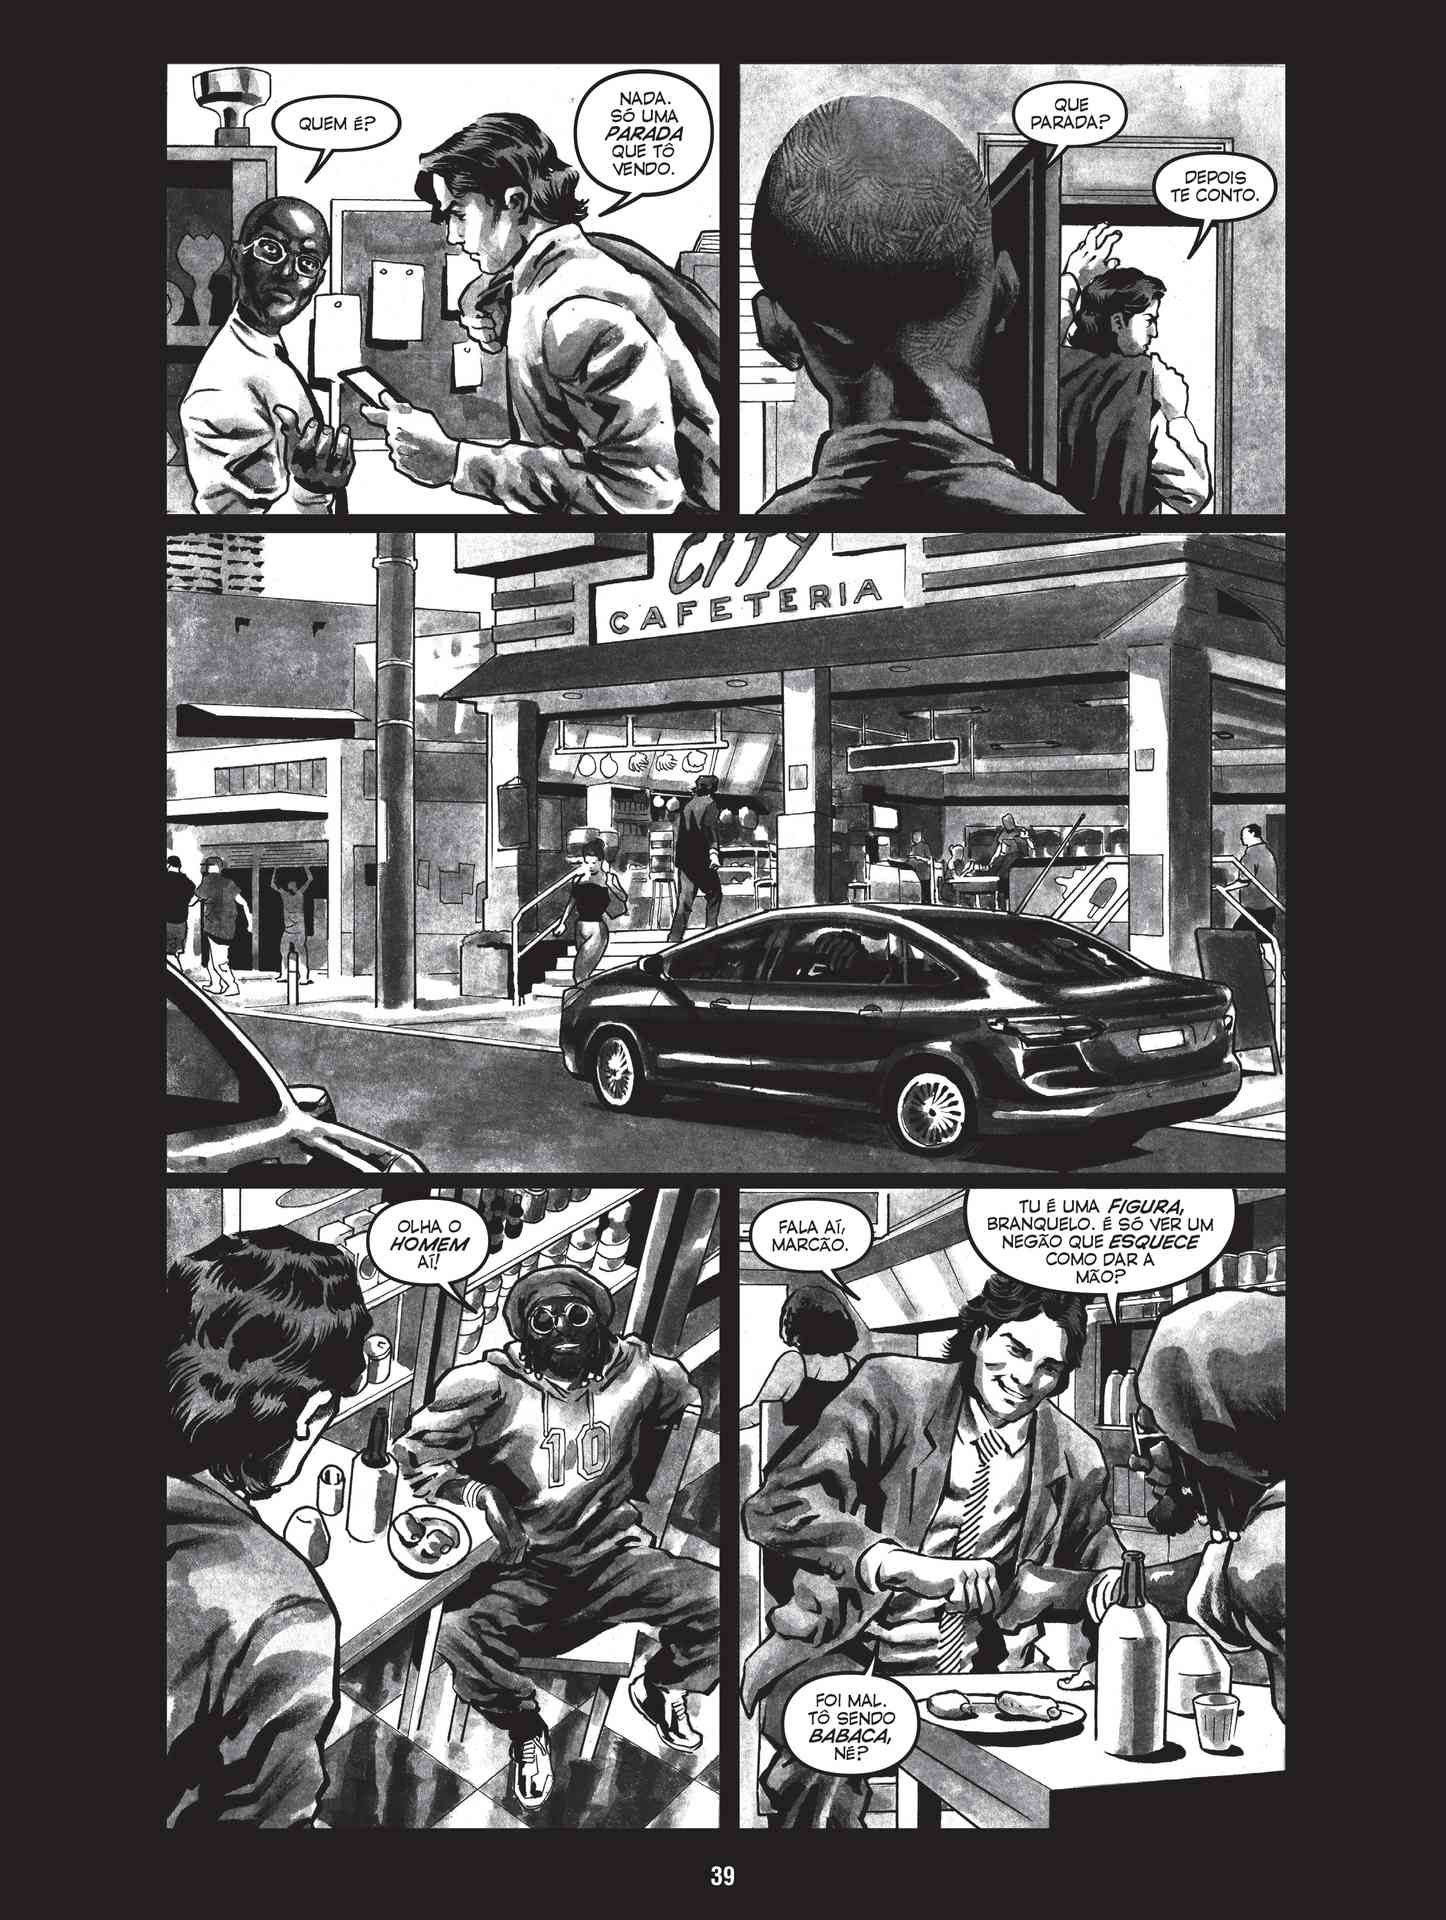 QUEM É?
NADA.
SÓ UMA
PARADA
QUE TÔ
VENDO.
QUE
PARADA?
DEPOIS
TE CONTO.
CITY
CAFETERIA
OLHA O
HOMEM
AÍ!
10
FALA AÍ,
MARCÃO.
TU É UMA FIGURA,
BRANQUELO. É SÓ VER UM
NEGÃO QUE ESQUECE
COMO DAR A
MÃO?
FOI MAL.
TÔ SENDO
BABACA,
NÉ?
39